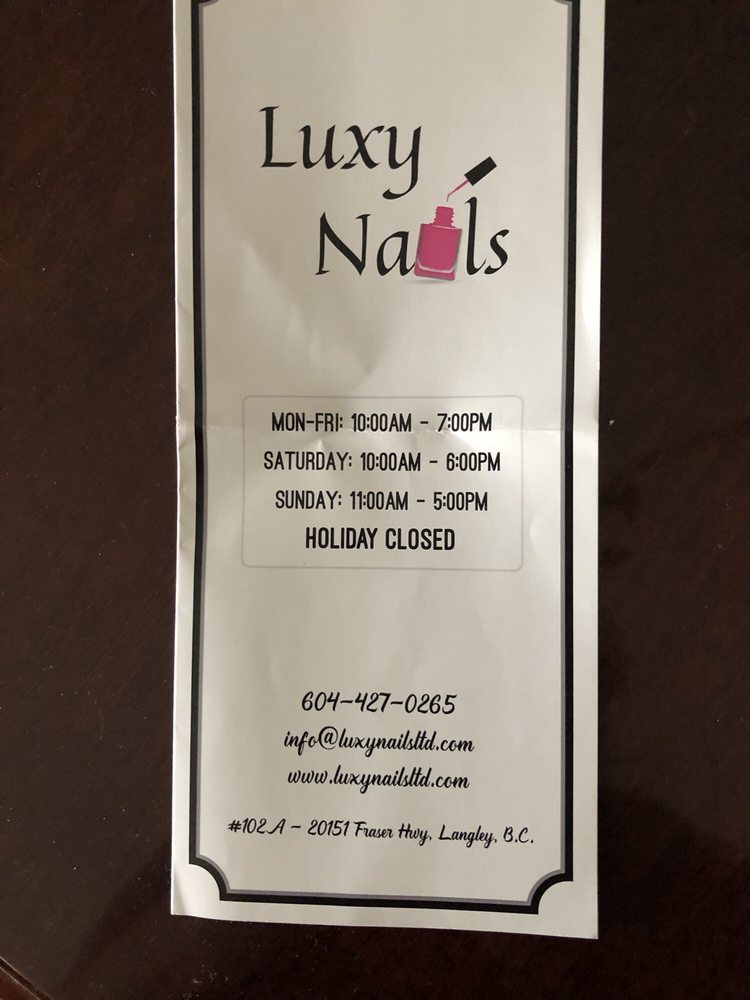 Luxy
Nails
MON-FRI: 10:00AM - 7:00PM
SATURDAY: 10:00AM - 6:00PM
SUNDAY: 11:00AM - 5:00PM
HOLIDAY CLOSED
604-427-0265
info@luxynailsltd.com
www.luxynailsltd.com
#102A - 20151 Fraser Hwy, Langley, B.C.